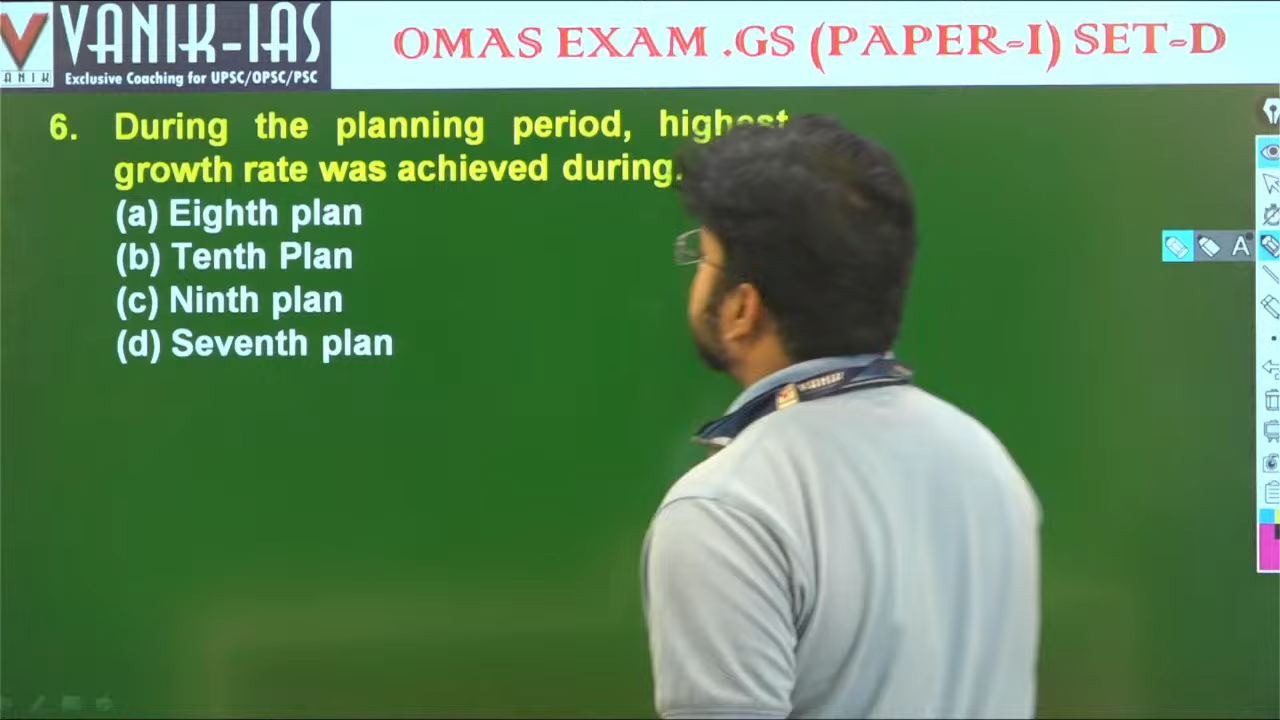 VANIK-IAS
VANIK
Exclusive Coaching for UPSC/OPSC/PSC
OMAS EXAM .GS (PAPER-I) SET-D
6. During the planning period, highest
growth rate was achieved during.
(a) Eighth plan
(b) Tenth Plan
(c) Ninth plan
(d) Seventh plan
A